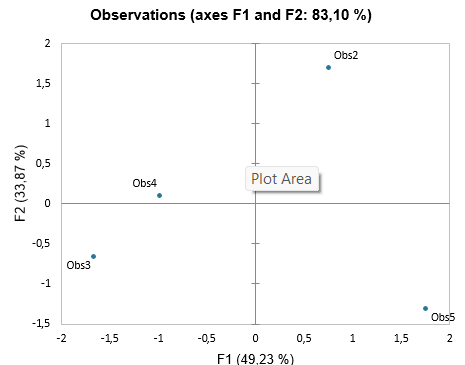 Observations (axes F1 and F2: 83,10 %)
2
Obs2
1,5
1
0,5
Plot Area
Obs4
0
F2 (33,87 %)
-0,5
Obs3
-1
Obs5
-1,5
-2 -1,5 -1 (-0,5 0 0,5 1 1,5 2
F1 (49,23 %)